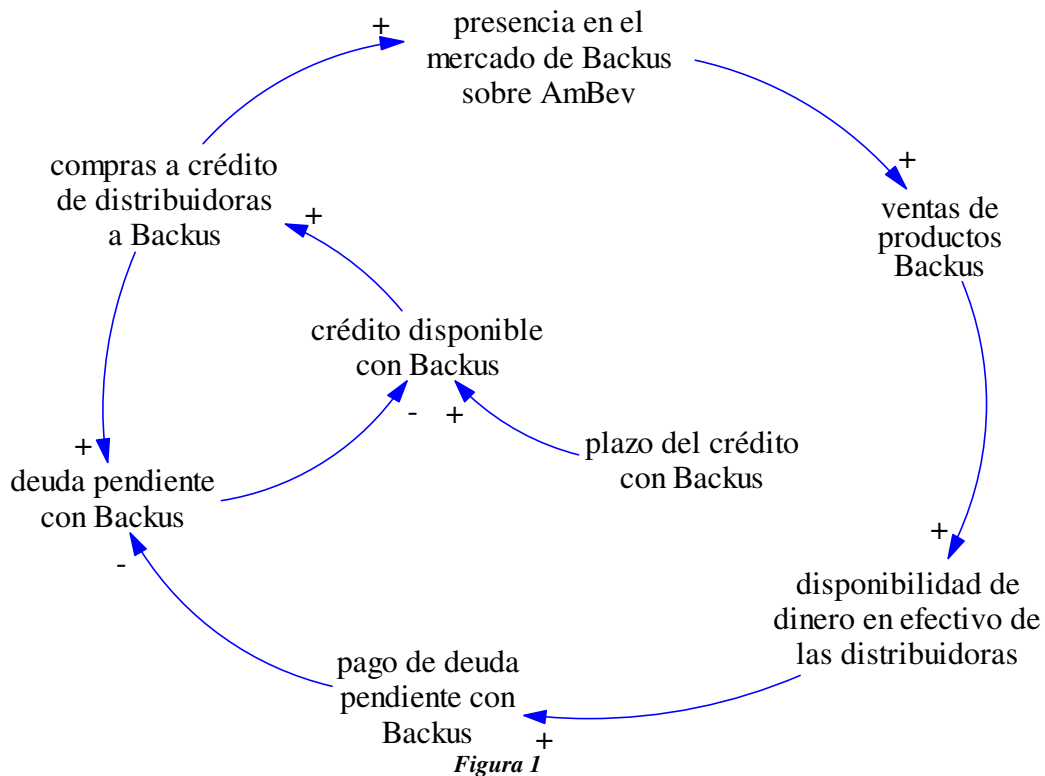 +
presencia en el
mercado de Backus
sobre AmBev
+
compras a crédito
de distribuidoras
a Backus
+
ventas de
productos
Backus
crédito disponible
con Backus
-
+
plazo del crédito
con Backus
+
deuda pendiente
con Backus
-
+
disponibilidad de
dinero en efectivo de
las distribuidoras
pago de deuda
pendiente con
Backus
+
Figura 1